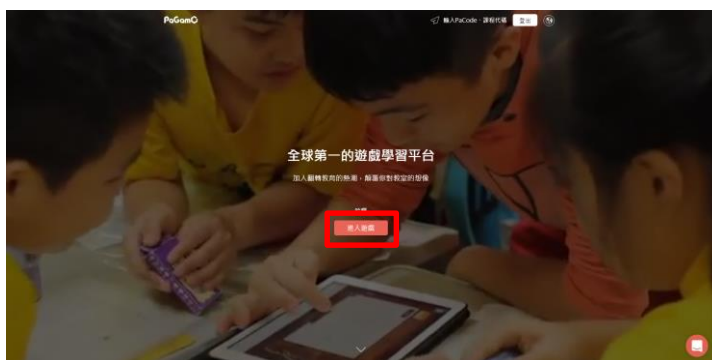 PaGamO
輸入PaCode·課程代碼
登出
全球第一的遊戲學習平台
加入翻轉教育的熱潮，顛覆你對教室的想像
進入遊戲